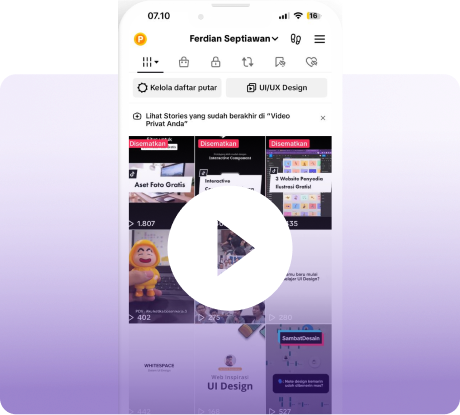 07.10
16
P
Ferdian Septiawan
Kelola daftar putar
UI/UX Design
Lihat Stories yang sudah berakhir di "Video
Privat Anda"
Disematkan
Disematkan
Disematkan
Interactive Component
Aset Foto Gratis
Interactive
3 Website Penyedia
Ilustrasi Gratis!
1.807
435
402
275
280
WHITESPACE
Web Inspirasi
UI Design
SambatDesain
527